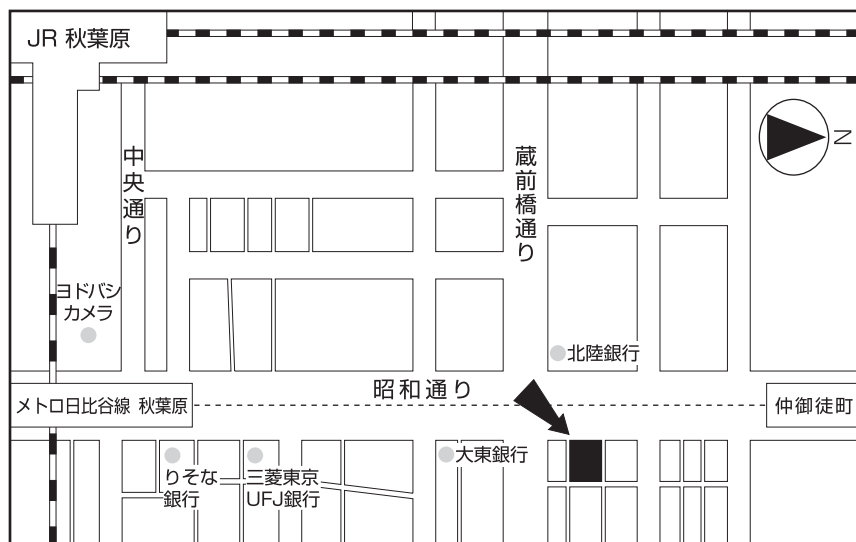 JR 秋葉原
N
中央通り
蔵前橋通り
ヨドバシ
カメラ
北陸銀行
昭和通り
メトロ日比谷線 秋葉原
仲御徒町
りそな
銀行
三菱東京
UFJ銀行
大東銀行